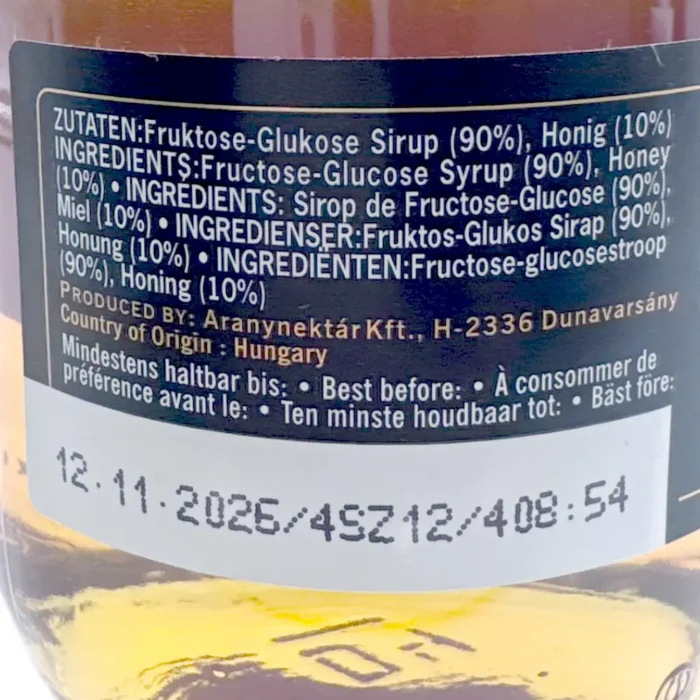 ZUTATEN:Fruktose-Glukose Sirup (90%), Honig (10%)
INGREDIENTS:Fructose-Glucose Syrup (90%), Honey
(10%) • INGRÉDIENTS: Sirop de Fructose-Glucose (90%),
Miel (10%) • INGREDIENSER:Fruktos-Glukos Sirap (90%),
Honung (10%) • INGREDIËNTEN:Fructose-glucosestroop
(90%), Honing (10%)
PRODUCED BY: Aranynektár Kft., H-2336 Dunavarsány
Country of Origin : Hungary
Mindestens haltbar bis: • Best before: • À consommer de
préférence avant le: • Ten minste houdbaar tot: • Bäst före:
12.11.2026/4SZ12/408:54